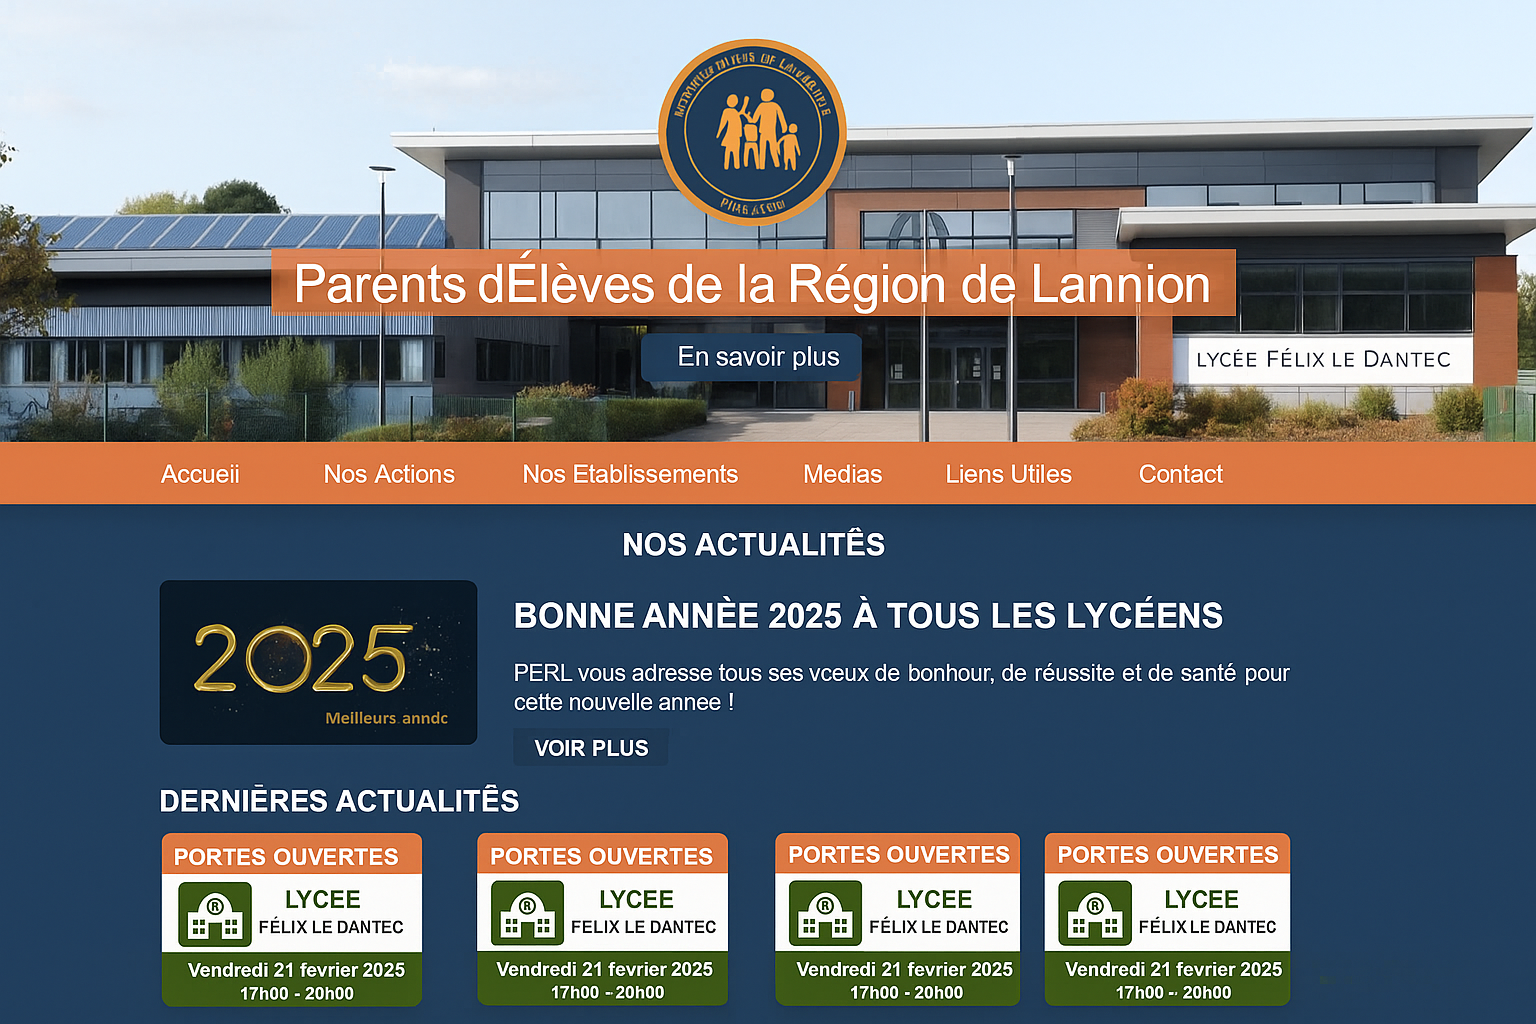 Parents dÉlèves de la Région de Lannion
En savoir plus
LYCÉE FÉLIX LE DANTEC
Accueii
Nos Actions
Nos Etablissements
Medias
Liens Utiles
Contact
NOS ACTUALITÊS
2025
Meilleurs anndc
BONNE ANNÈE 2025 À TOUS LES LYCÉENS
PERL vous adresse tous ses vœux de bonhour, de réussite et de santé pour
cette nouvelle annee !
VOIR PLUS
DERNIĒRES ACTUALITÊS
PORTES OUVERTES
LYCEE
FÉLIX LE DANTEC
Vendredi 21 fevrier 2025
17h00 - 20h00
PORTES OUVERTES
LYCEE
FELIX LE DANTEC
Vendredi 21 fevrier 2025
17h00 - 20h00
PORTES OUVERTES
LYCEE
FÉLIX LE DANTEC
Vendredi 21 fevrier 2025
17h00 - 20h00
PORTES OUVERTES
LYCEE
FÉLIX LE DANTEC
Vendredi 21 fevrier 2025
17h00 - 20h00